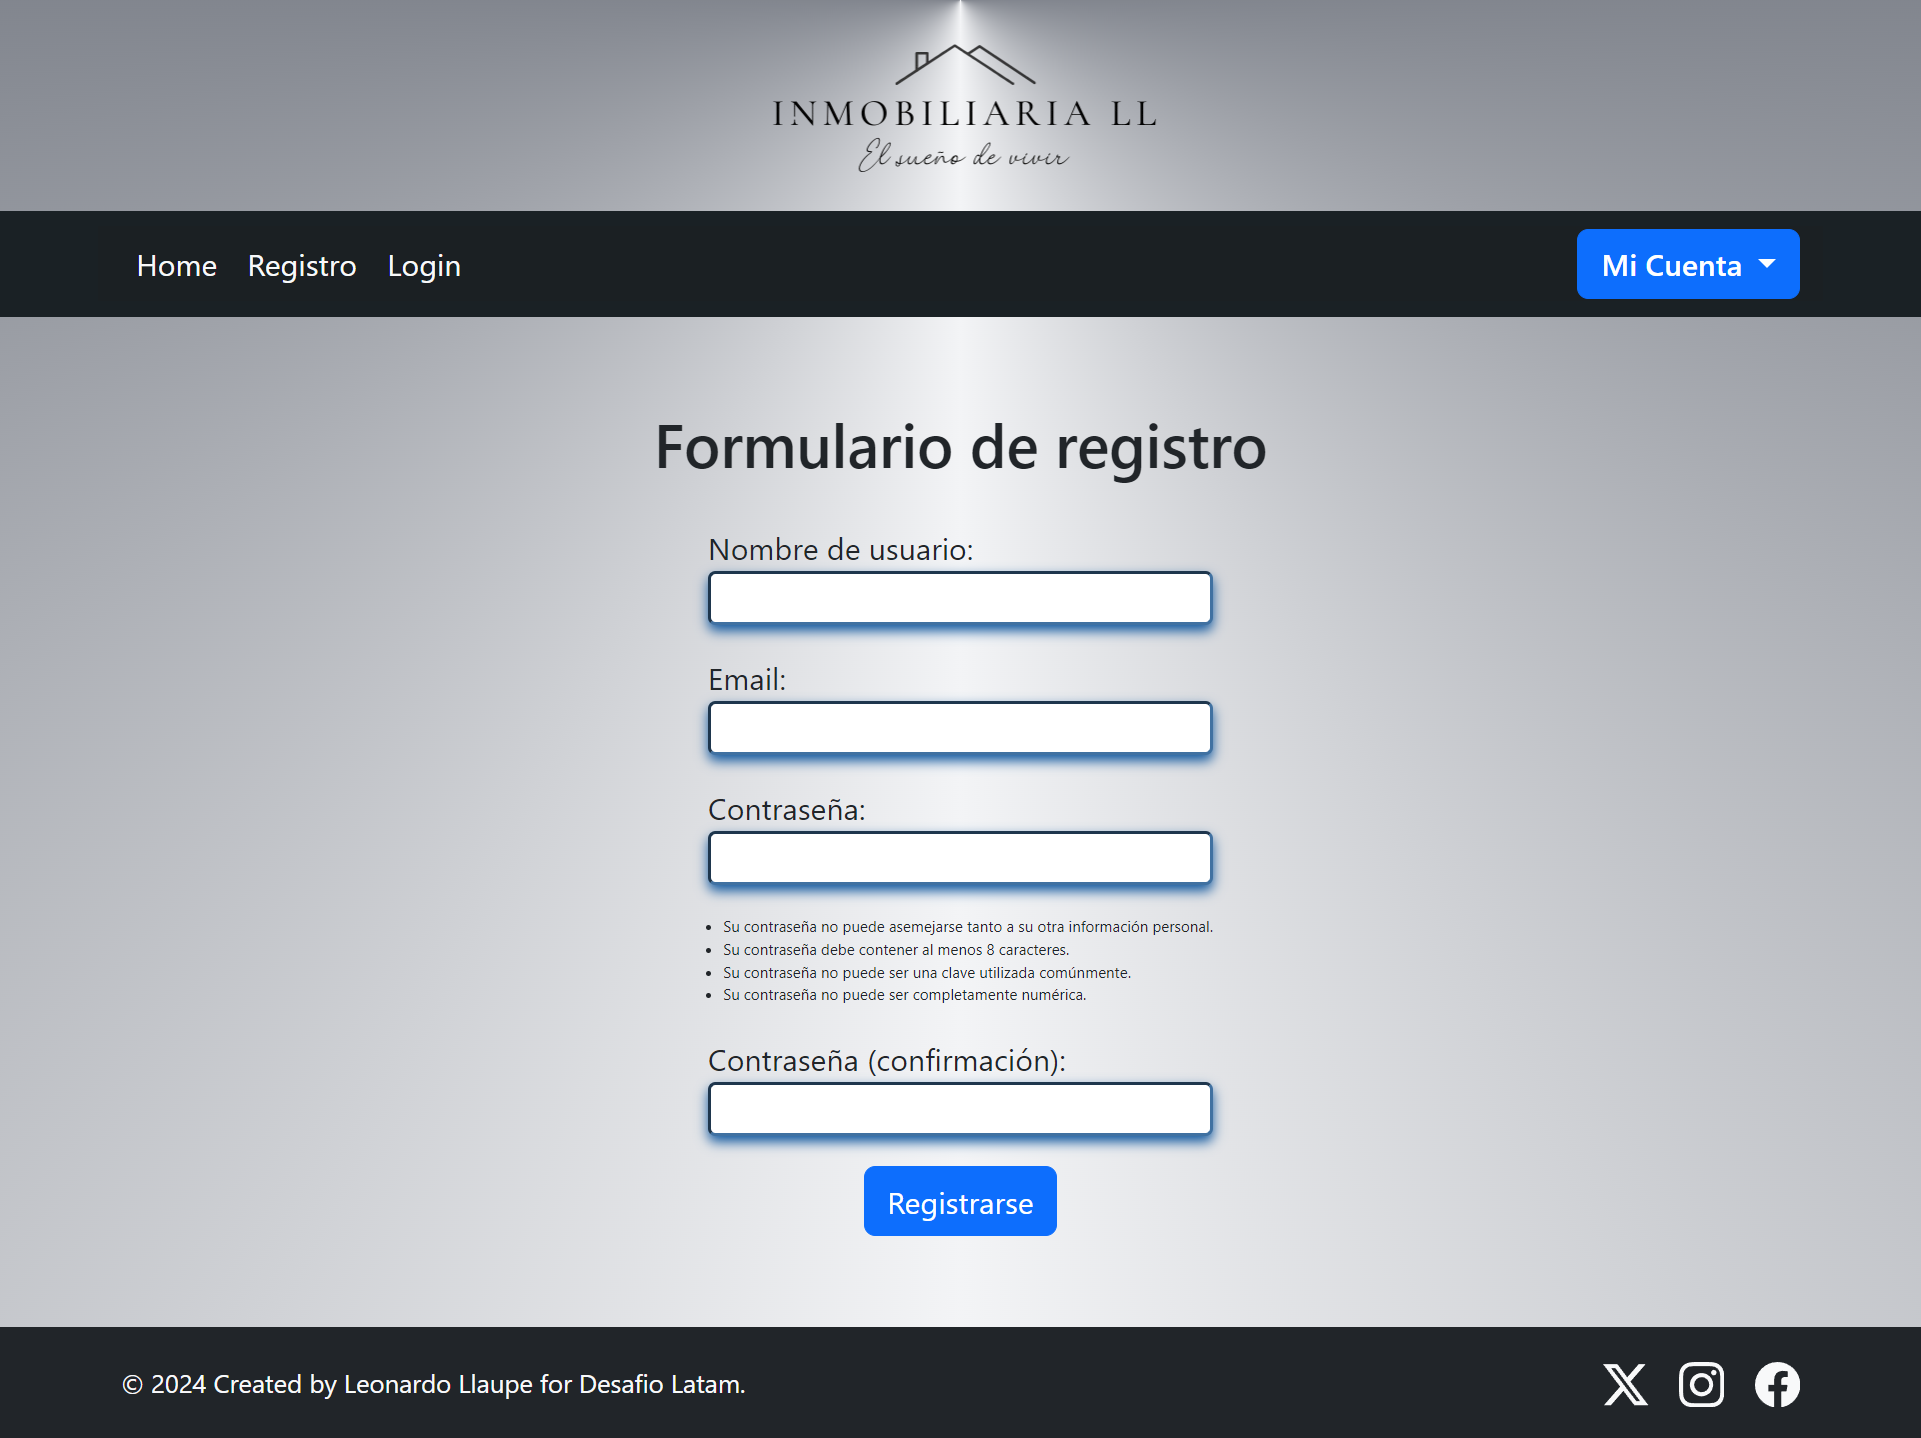 INMOBILIARIA LL
El sueño de vivir
Home Registro Login Mi Cuenta
Formulario de registro
Nombre de usuario:
Email:
Contraseña:
• Su contraseña no puede asemejarse tanto a su otra información personal.
• Su contraseña debe contener al menos 8 caracteres.
• Su contraseña no puede ser una clave utilizada comúnmente.
• Su contraseña no puede ser completamente numérica.
Contraseña (confirmación):
Registrarse
© 2024 Created by Leonardo Llaupe for Desafio Latam.